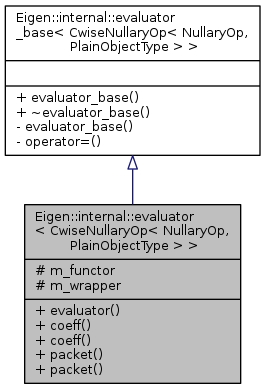 Eigen::internal::evaluator
_base< CwiseNullaryOp< NullaryOp,
PlainObjectType > >
+ evaluator_base()
+ ~evaluator_base()
- evaluator_base()
- operator=()
Eigen::internal::evaluator
< CwiseNullaryOp< NullaryOp,
PlainObjectType > >
# m_functor
# m_wrapper
+ evaluator()
+ coeff()
+ coeff()
+ packet()
+ packet()